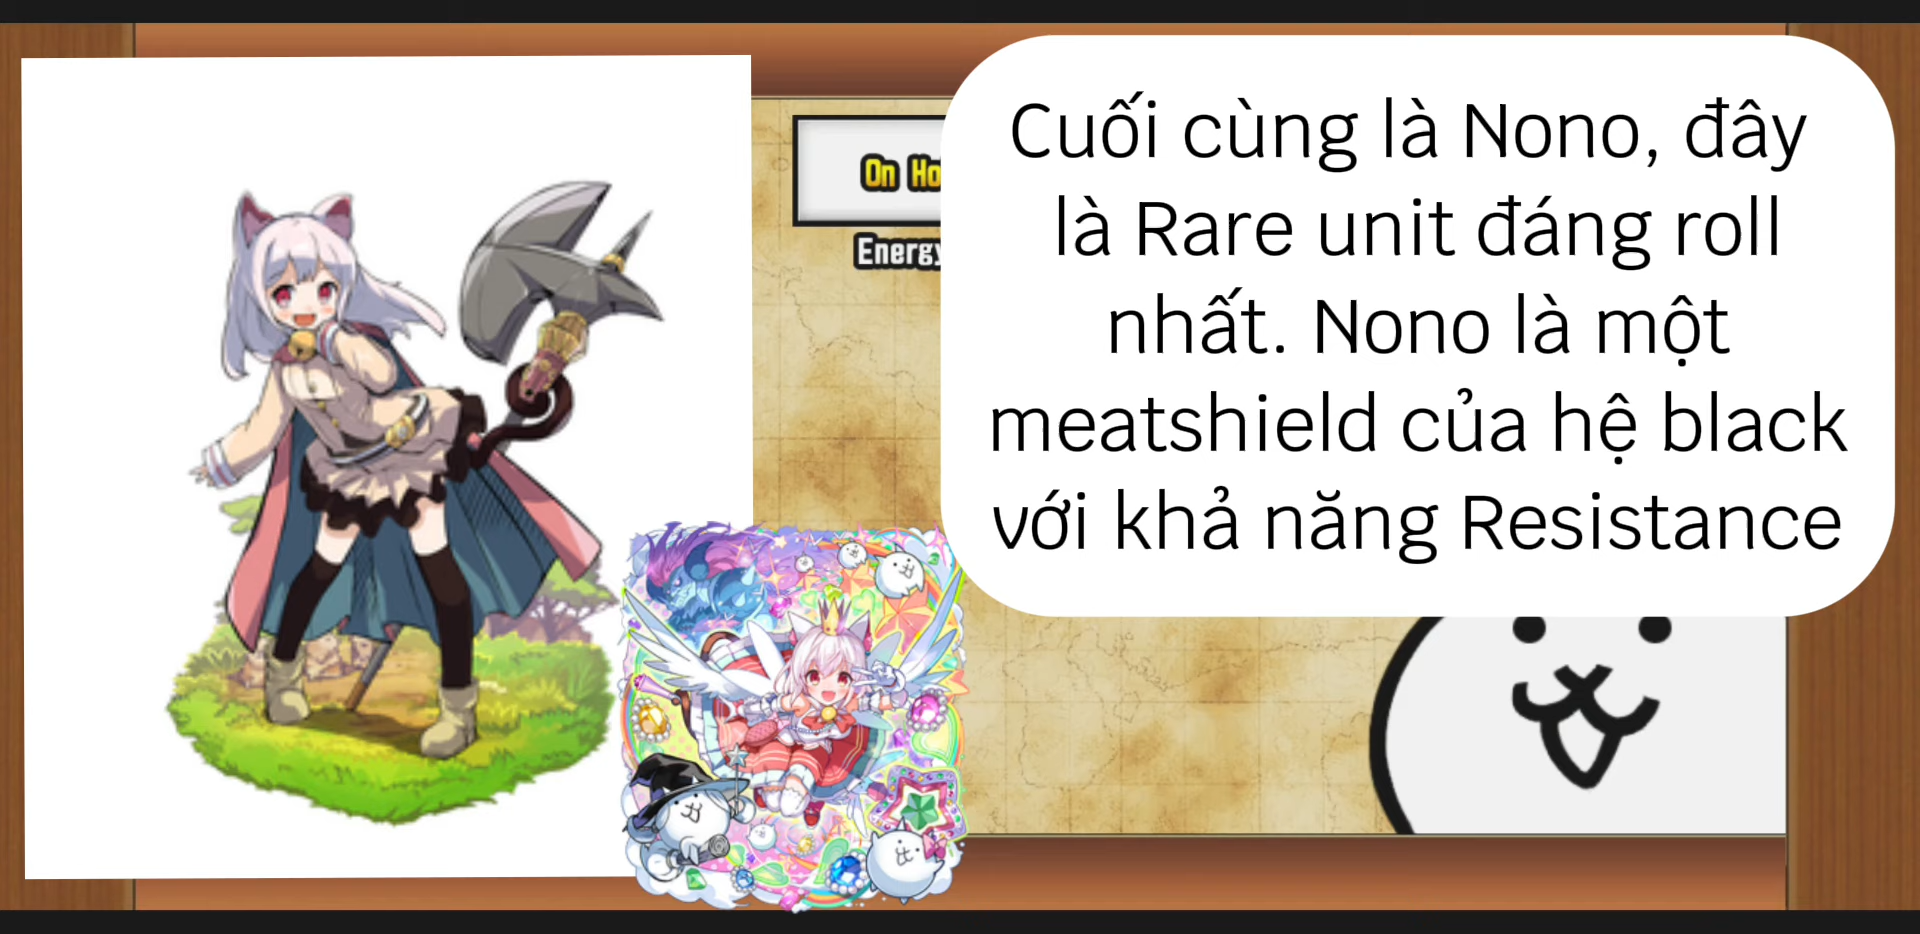 Cuối cùng là Nono, đây
là Rare unit đáng roll
nhất. Nono là một
meatshield của hệ black
với khả năng Resistance
On